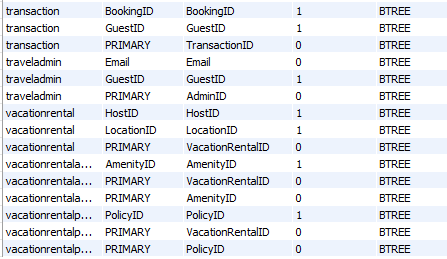 transaction BookingID BookingID 1 BTREE
transaction GuestID GuestID 1 BTREE
transaction PRIMARY TransactionID 0 BTREE
traveladmin Email Email 0 BTREE
traveladmin GuestID GuestID 1 BTREE
traveladmin PRIMARY AdminID 0 BTREE
vacationrental HostID HostID 1 BTREE
vacationrental LocationID LocationID 1 BTREE
vacationrental PRIMARY VacationRentalID 0 BTREE
vacationrentala... AmenityID AmenityID 1 BTREE
vacationrentala... PRIMARY VacationRentalID 0 BTREE
vacationrentala... PRIMARY AmenityID 0 BTREE
vacationrentalp... PolicyID PolicyID 1 BTREE
vacationrentalp... PRIMARY VacationRentalID 0 BTREE
vacationrentalp... PRIMARY PolicyID 0 BTREE